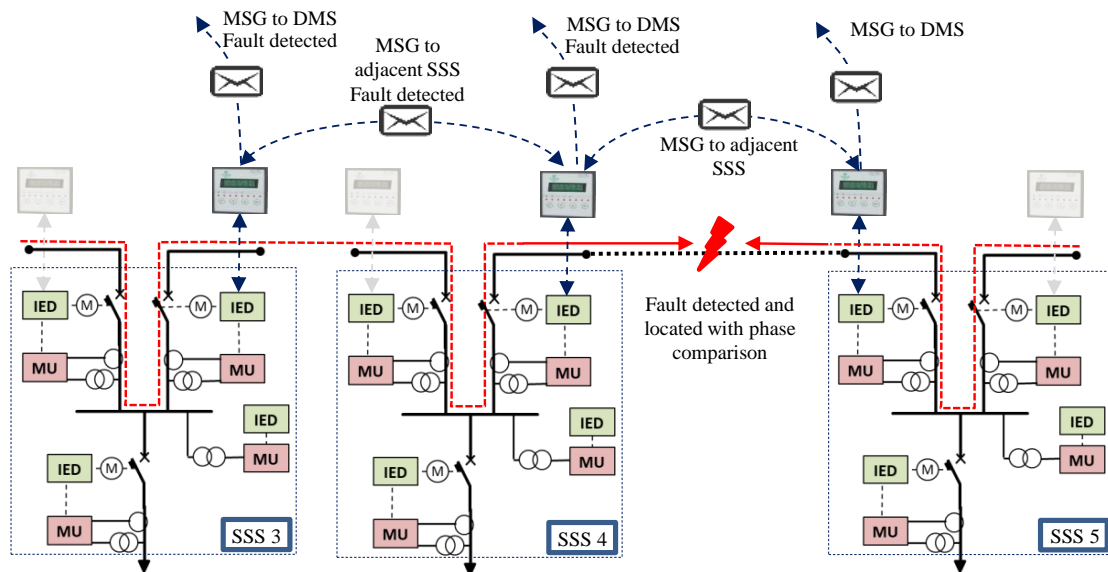 MSG to DMS
Fault detected
MSG to
adjacent SSS
Fault detected
MSG to DMS
Fault detected
MSG to DMS
MSG to adjacent
SSS
Fault detected and
located with phase
comparison
IED
M
M
IED
MU
MU
IED
MU
IED
M
MU
SSS 3
IED
M
M
IED
MU
MU
IED
MU
IED
M
MU
SSS 4
IED
M
M
IED
MU
MU
IED
MU
IED
M
MU
SSS 5